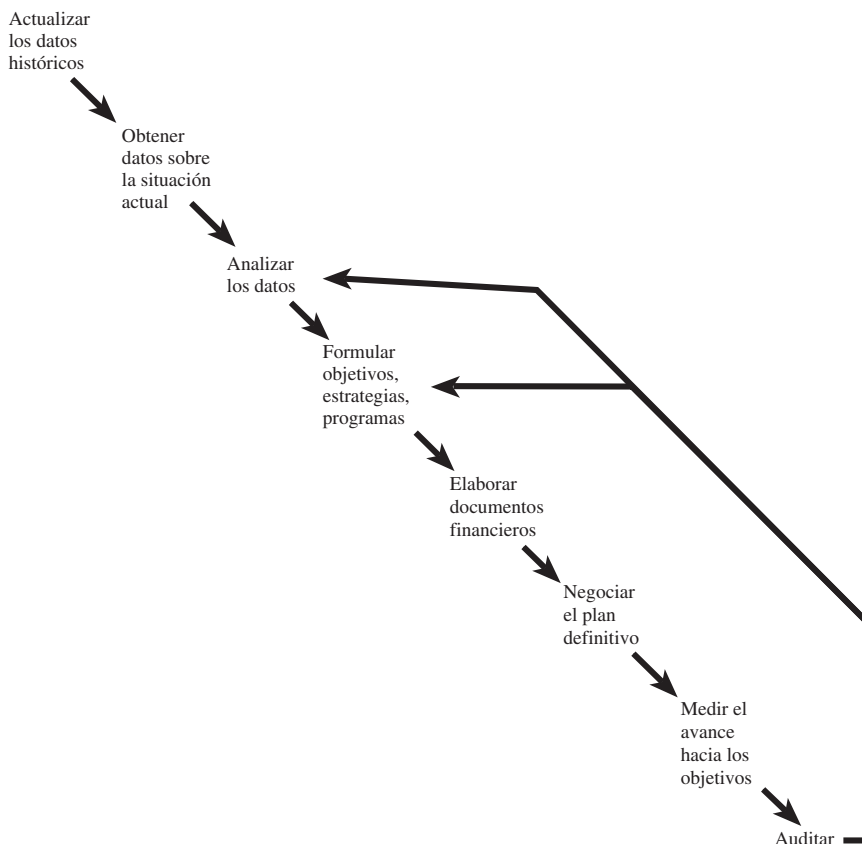 Actualizar
los datos
históricos
Obtener
datos sobre
la situación
actual
Analizar
los datos
Formular
objetivos,
estrategias,
programas
Elaborar
documentos
financieros
Negociar
el plan
definitivo
Medir el
avance
hacia los
objetivos
Auditar